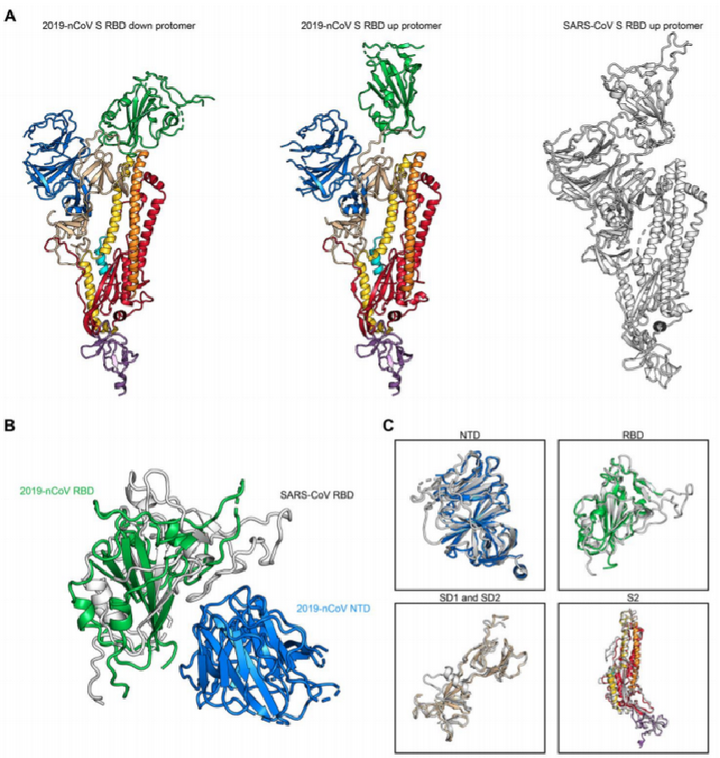 A
2019-nCoV S RBD down protomer
2019-nCoV S RBD up protomer
SARS-CoV S RBD up protomer
B
2019-nCoV RBD
SARS-CoV RBD
2019-nCoV NTD
C
NTD
RBD
SD1 and SD2
S2